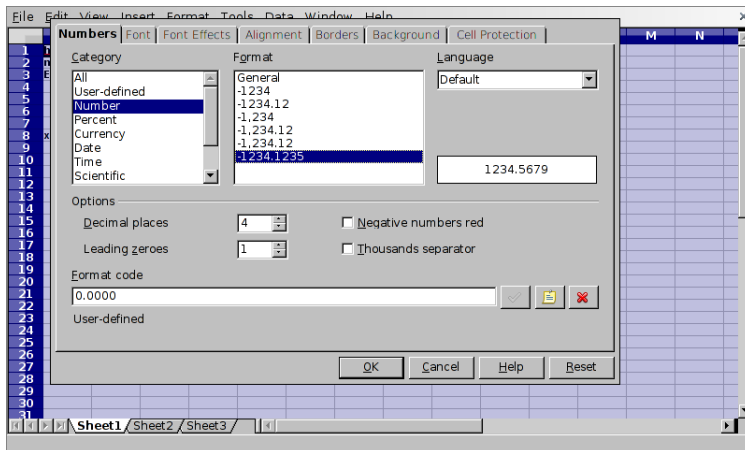 File Edit View Insert Format Tools Data Window Help
Numbers Font Font Effects Alignment Borders Background Cell Protection
M N
Category Format Language
All
User-defined
Number
Percent
Currency
Date
Time
Scientific
General
-1234
-1234.12
-1,234
-1,234.12
-1,234.12
-1234.1235
Default
1234.5679
Options
Decimal places 4
Leading zeroes 1
Negative numbers red
Thousands separator
Format code
0.0000
User-defined
OK Cancel Help Reset
1
2
3
4
5
6
7
8 x
9
10
11
12
13
14
15
16
17
18
19
20
21
22
23
24
25
26
27
28
29
30
31
Sheet1 Sheet2 Sheet3